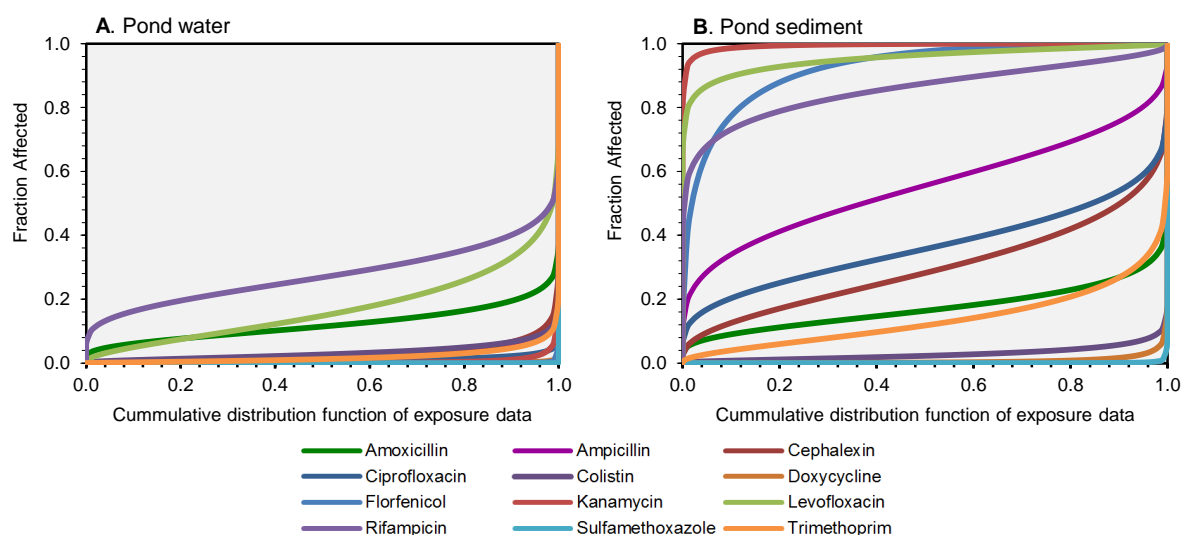 A. Pond water
1.0
0.8
0.6
0.4
0.2
0.0
Fraction Affected
0.0 0.2 0.4 0.6 0.8 1.0
Cummulative distribution function of exposure data
B. Pond sediment
1.0
0.8
0.6
0.4
0.2
0.0
Fraction Affected
0.0 0.2 0.4 0.6 0.8 1.0
Cummulative distribution function of exposure data
Amoxicillin Ampicillin Cephalexin
Ciprofloxacin Colistin Doxycycline
Florfenicol Kanamycin Levofloxacin
Rifampicin Sulfamethoxazole Trimethoprim